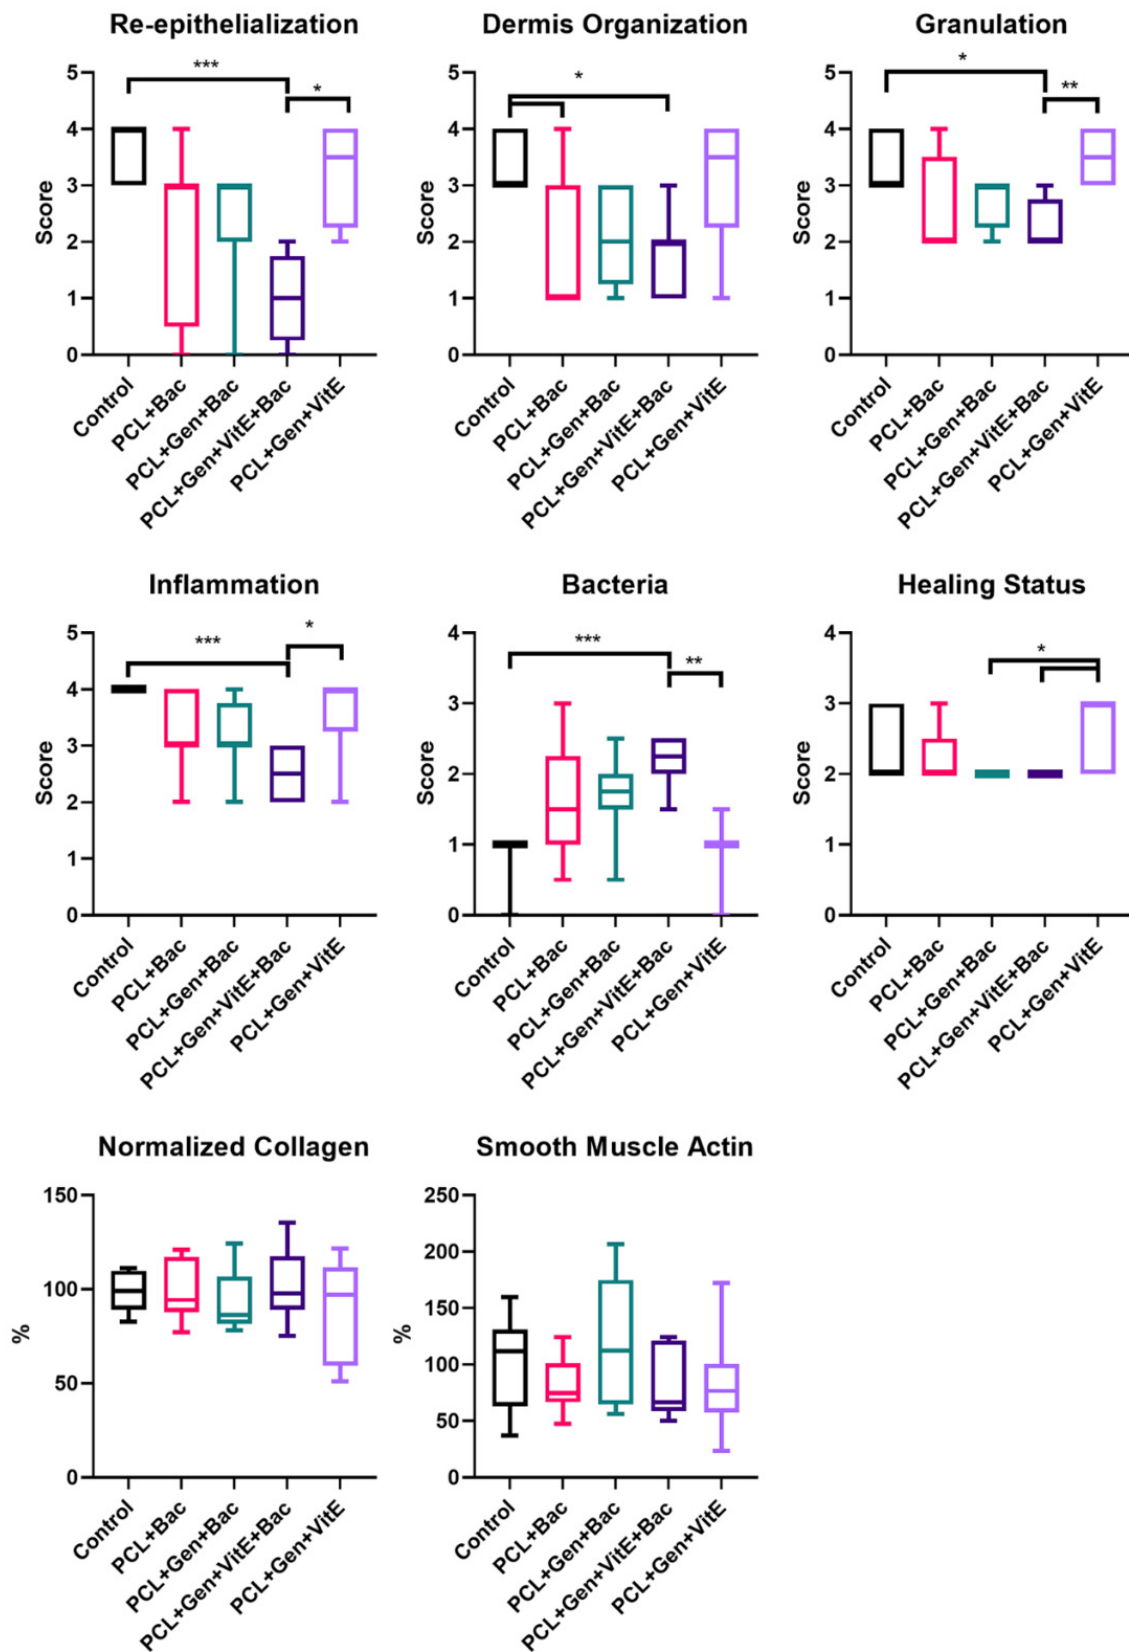 Re-epithelialization
Score
5
4
3
2
1
0
***
*
Control
PCL+Bac
PCL+Gen+Bac
PCL+Gen+VitE+Bac
PCL+Gen+VitE
Dermis Organization
Score
5
4
3
2
1
0
*
Control
PCL+Bac
PCL+Gen+Bac
PCL+Gen+VitE+Bac
PCL+Gen+VitE
Granulation
Score
5
4
3
2
1
0
*
**
Control
PCL+Bac
PCL+Gen+Bac
PCL+Gen+VitE+Bac
PCL+Gen+VitE
Inflammation
Score
5
4
3
2
1
0
***
*
Control
PCL+Bac
PCL+Gen+Bac
PCL+Gen+VitE+Bac
PCL+Gen+VitE
Bacteria
Score
4
3
2
1
0
***
**
Control
PCL+Bac
PCL+Gen+Bac
PCL+Gen+VitE+Bac
PCL+Gen+VitE
Healing Status
Score
4
3
2
1
0
*
Control
PCL+Bac
PCL+Gen+Bac
PCL+Gen+VitE+Bac
PCL+Gen+VitE
Normalized Collagen
%
150
100
50
0
Control
PCL+Bac
PCL+Gen+Bac
PCL+Gen+VitE+Bac
PCL+Gen+VitE
Smooth Muscle Actin
%
250
200
150
100
50
0
Control
PCL+Bac
PCL+Gen+Bac
PCL+Gen+VitE+Bac
PCL+Gen+VitE